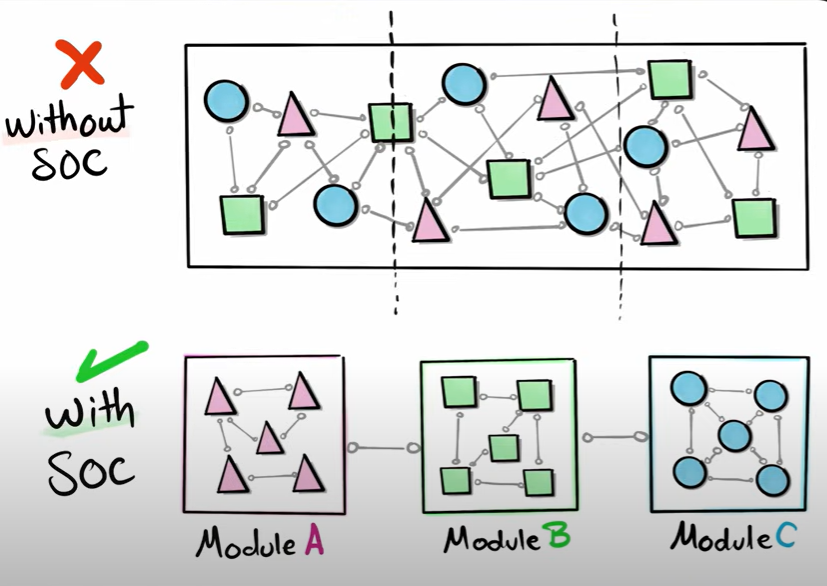 Without
SOC
With
SOC
Module A
Module B
Module C